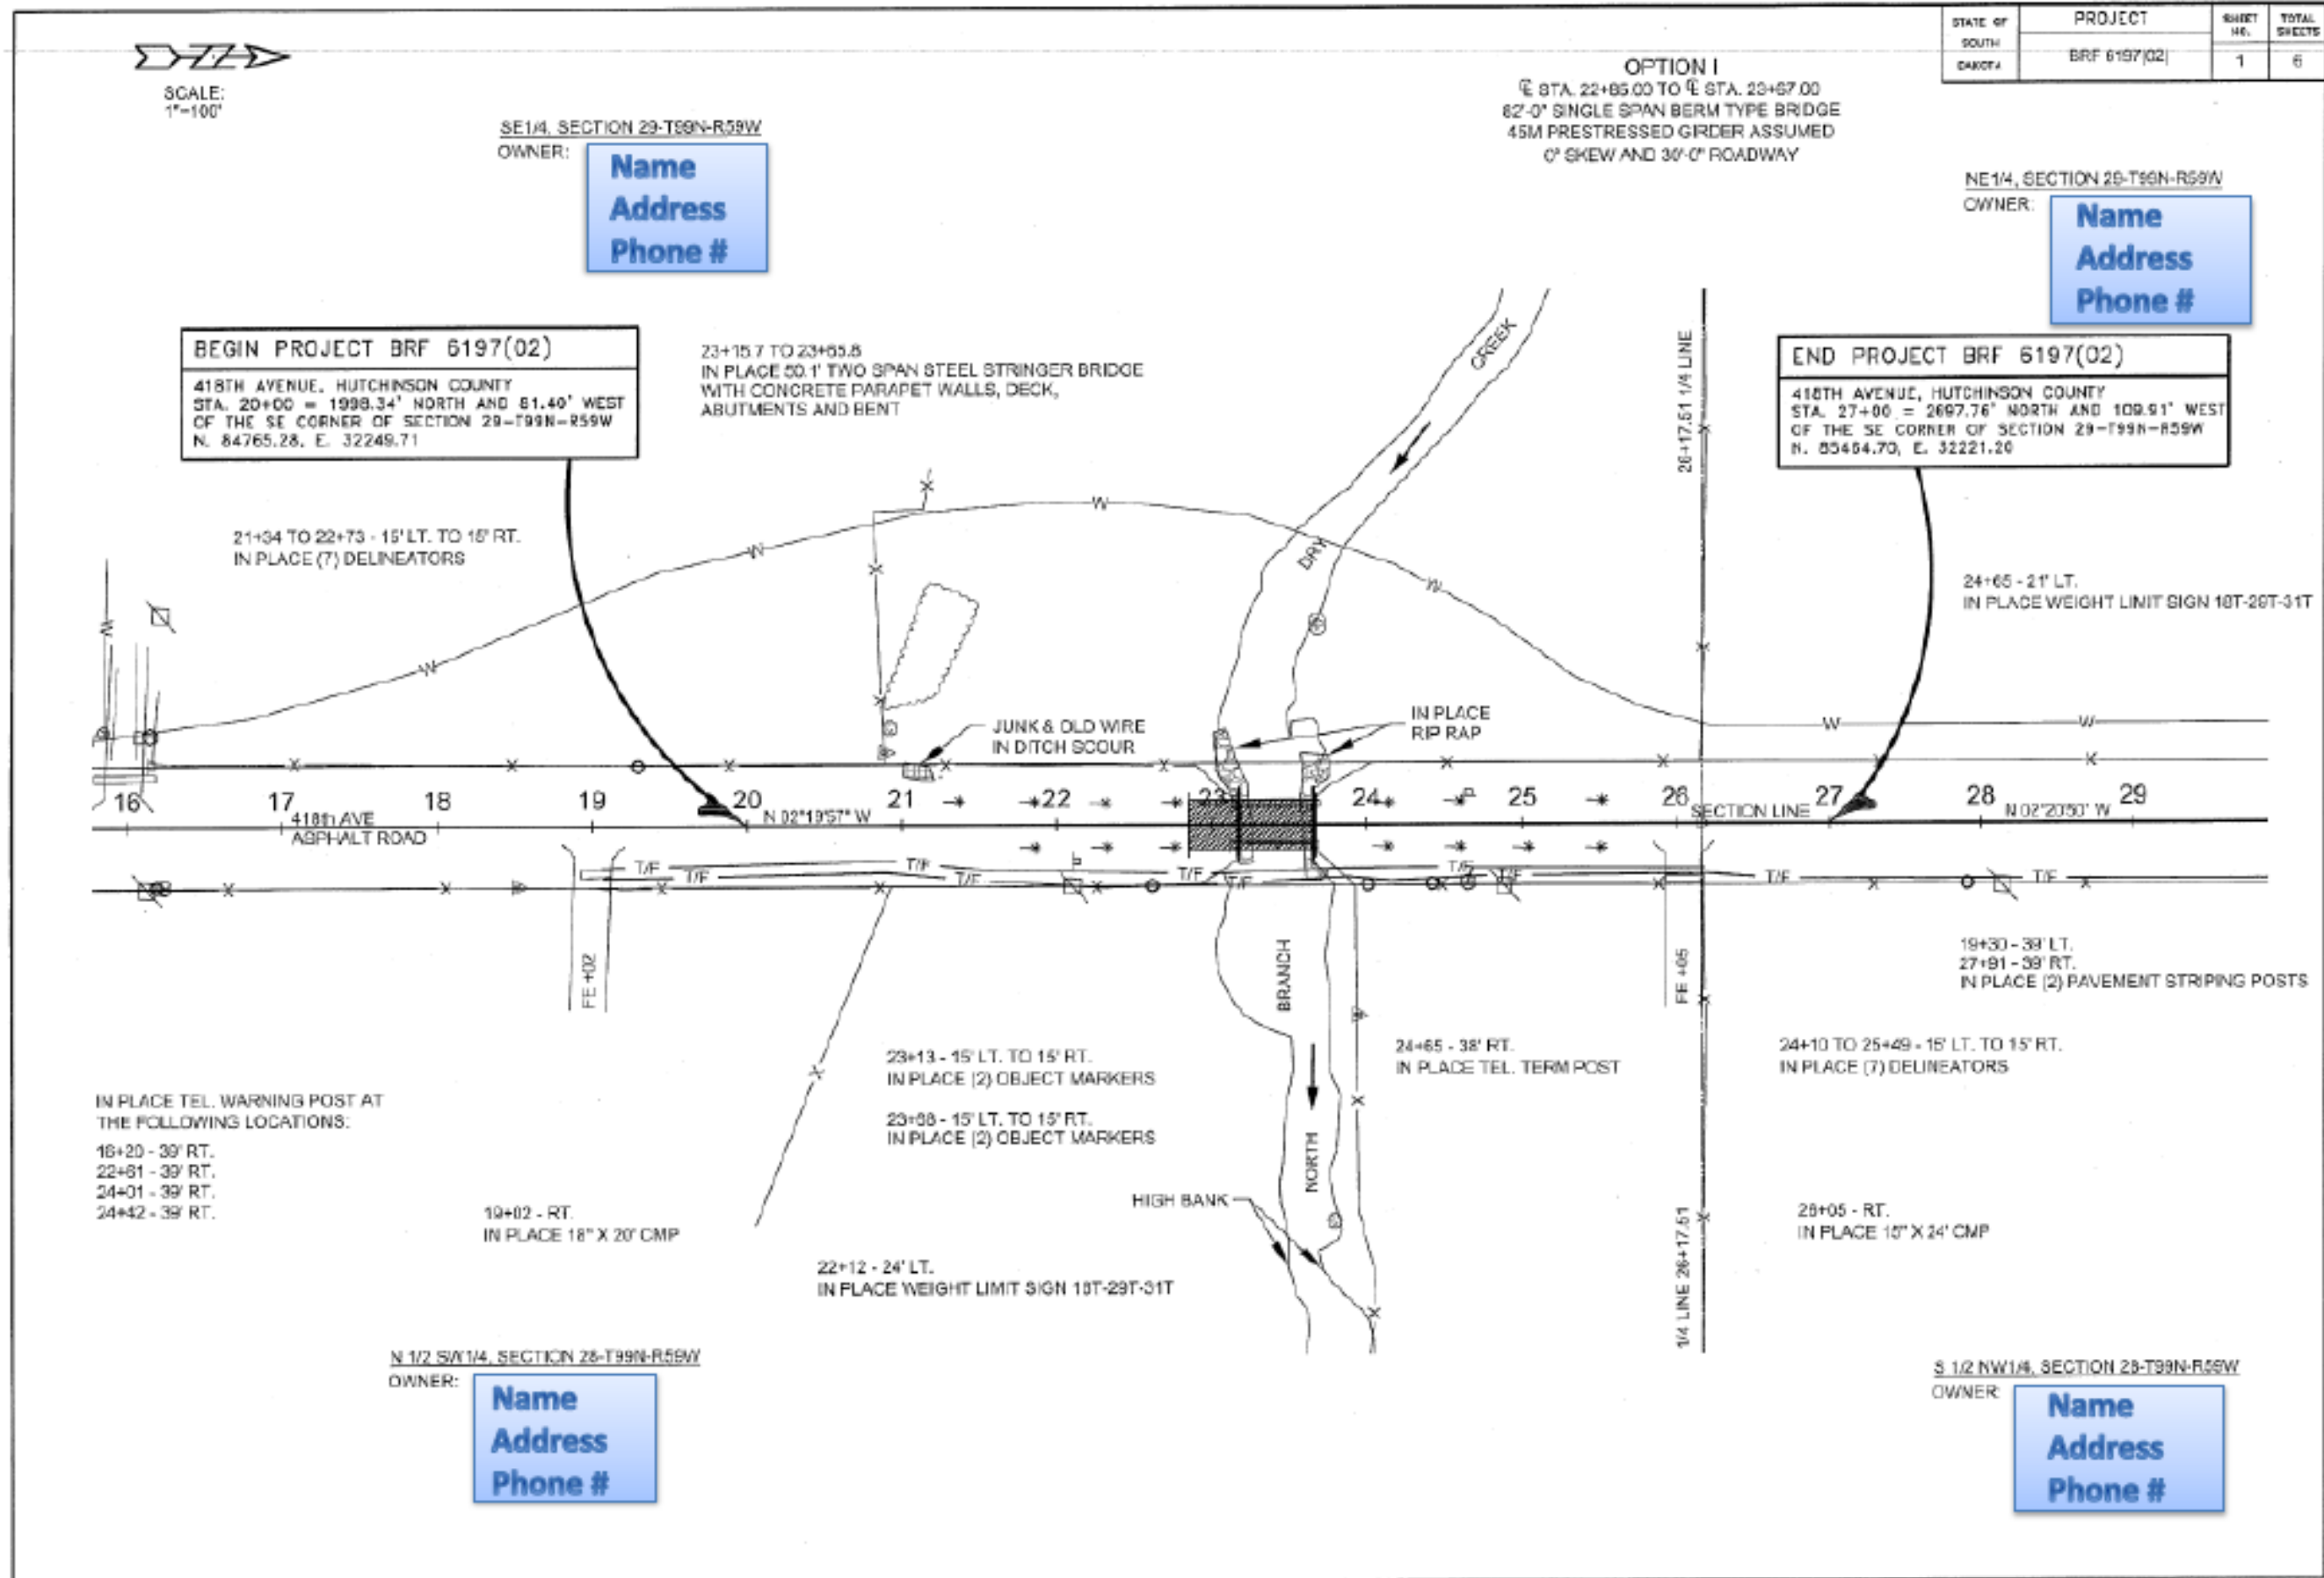 STATE OF SOUTH DAKOTA
PROJECT
BRF 6197(02)
SHEET NO.
1
TOTAL SHEETS
6
SCALE:
1"=100'
OPTION I
℄ STA. 22+85.00 TO ℄ STA. 23+67.00
82'-0" SINGLE SPAN BERM TYPE BRIDGE
45M PRESTRESSED GIRDER ASSUMED
0° SKEW AND 30'-0" ROADWAY
SE1/4, SECTION 29-T99N-R59W
OWNER:
Name
Address
Phone #
NE1/4, SECTION 29-T99N-R59W
OWNER:
Name
Address
Phone #
BEGIN PROJECT BRF 6197(02)
418TH AVENUE, HUTCHINSON COUNTY
STA. 20+00 = 1998.34' NORTH AND 81.40' WEST
OF THE SE CORNER OF SECTION 29-T99N-R59W
N. 84765.28, E. 32249.71
23+15.7 TO 23+65.8
IN PLACE 50.1' TWO SPAN STEEL STRINGER BRIDGE
WITH CONCRETE PARAPET WALLS, DECK,
ABUTMENTS AND BENT
END PROJECT BRF 6197(02)
418TH AVENUE, HUTCHINSON COUNTY
STA. 27+00 = 2697.76' NORTH AND 109.91' WEST
OF THE SE CORNER OF SECTION 29-T99N-R59W
N. 85464.70, E. 32221.20
26+17.51 1/4 LINE
CREEK
DRY
21+34 TO 22+73 - 15' LT. TO 15' RT.
IN PLACE (7) DELINEATORS
24+65 - 21' LT.
IN PLACE WEIGHT LIMIT SIGN 18T-29T-31T
W W W W W W W
JUNK & OLD WIRE
IN DITCH SCOUR
IN PLACE
RIP RAP
16 17 18 19 20 21 22 23 24 25 26 27 28 29
418th AVE
ASPHALT ROAD
N 02°19'57" W
SECTION LINE
N 02°20'50" W
T/F T/F T/F T/F T/F T/F T/F T/F T/F T/F
FE +02
BRANCH
NORTH
FE +05
19+30 - 39' LT.
27+91 - 39' RT.
IN PLACE (2) PAVEMENT STRIPING POSTS
23+13 - 15' LT. TO 15' RT.
IN PLACE (2) OBJECT MARKERS
23+68 - 15' LT. TO 15' RT.
IN PLACE (2) OBJECT MARKERS
24+65 - 38' RT.
IN PLACE TEL. TERM POST
24+10 TO 25+49 - 15' LT. TO 15' RT.
IN PLACE (7) DELINEATORS
IN PLACE TEL. WARNING POST AT
THE FOLLOWING LOCATIONS:
16+20 - 39' RT.
22+61 - 39' RT.
24+01 - 39' RT.
24+42 - 39' RT.
19+02 - RT.
IN PLACE 18" X 20' CMP
HIGH BANK
22+12 - 24' LT.
IN PLACE WEIGHT LIMIT SIGN 18T-29T-31T
26+05 - RT.
IN PLACE 15" X 24' CMP
1/4 LINE 26+17.51
N 1/2 SW1/4, SECTION 28-T99N-R59W
OWNER:
Name
Address
Phone #
S 1/2 NW1/4, SECTION 28-T99N-R59W
OWNER:
Name
Address
Phone #